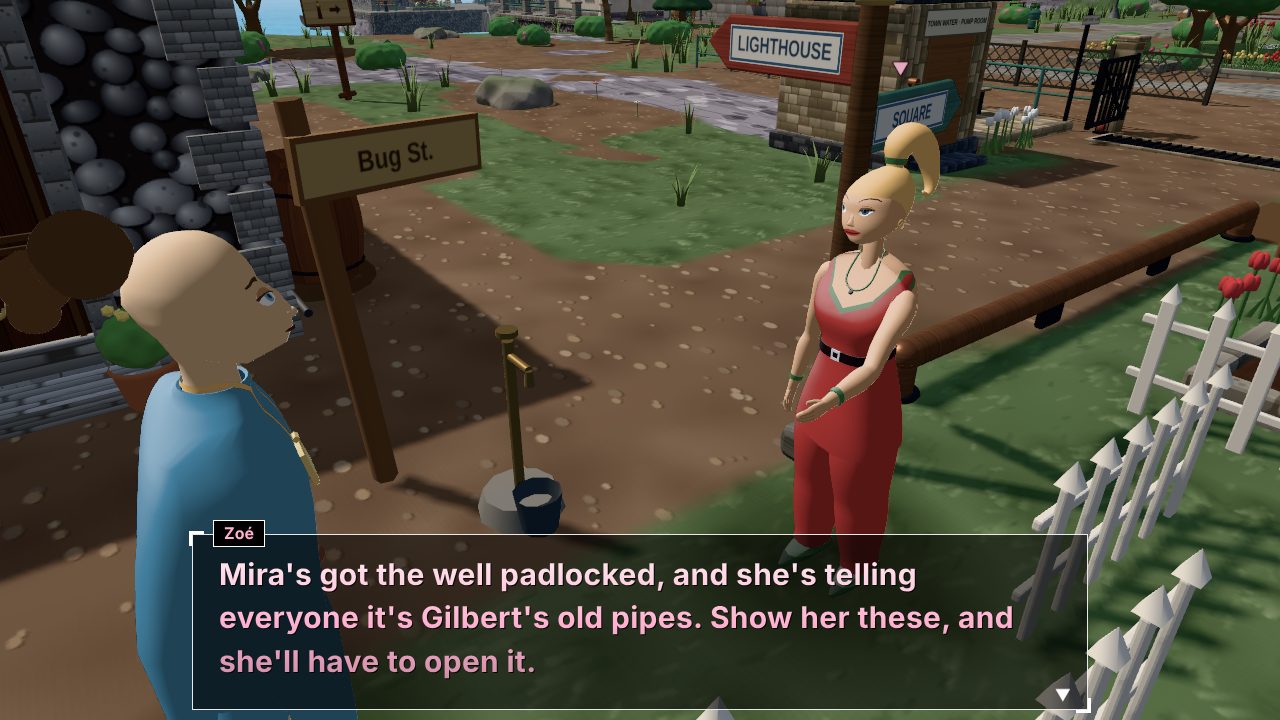 TOWN WATER · PUMP ROOM
LIGHTHOUSE
SQUARE
Bug St.
Zoé
Mira's got the well padlocked, and she's telling
everyone it's Gilbert's old pipes. Show her these, and
she'll have to open it.